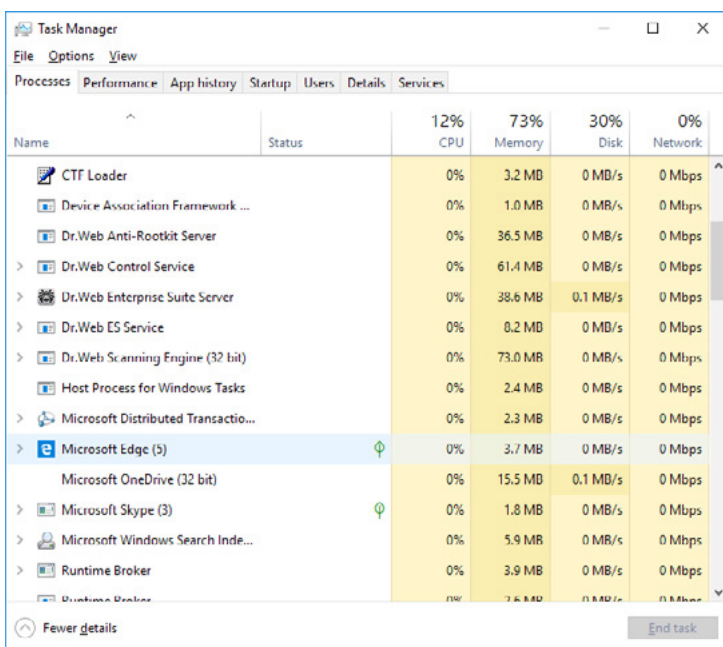 Task Manager
File Options View
Processes Performance App history Startup Users Details Services
12% 73% 30% 0%
Name Status CPU Memory Disk Network
CTF Loader 0% 3.2 MB 0 MB/s 0 Mbps
Device Association Framework ... 0% 1.0 MB 0 MB/s 0 Mbps
Dr.Web Anti-Rootkit Server 0% 36.5 MB 0 MB/s 0 Mbps
Dr.Web Control Service 0% 61.4 MB 0 MB/s 0 Mbps
Dr.Web Enterprise Suite Server 0% 38.6 MB 0.1 MB/s 0 Mbps
Dr.Web ES Service 0% 8.2 MB 0 MB/s 0 Mbps
Dr.Web Scanning Engine (32 bit) 0% 73.0 MB 0 MB/s 0 Mbps
Host Process for Windows Tasks 0% 2.4 MB 0 MB/s 0 Mbps
Microsoft Distributed Transactio... 0% 2.3 MB 0 MB/s 0 Mbps
Microsoft Edge (5) 0% 3.7 MB 0 MB/s 0 Mbps
Microsoft OneDrive (32 bit) 0% 15.5 MB 0.1 MB/s 0 Mbps
Microsoft Skype (3) 0% 1.8 MB 0 MB/s 0 Mbps
Microsoft Windows Search Inde... 0% 5.9 MB 0 MB/s 0 Mbps
Runtime Broker 0% 3.9 MB 0 MB/s 0 Mbps
Runtime Broker 0% MB 0 MB/s 0 Mbps
Fewer details End task